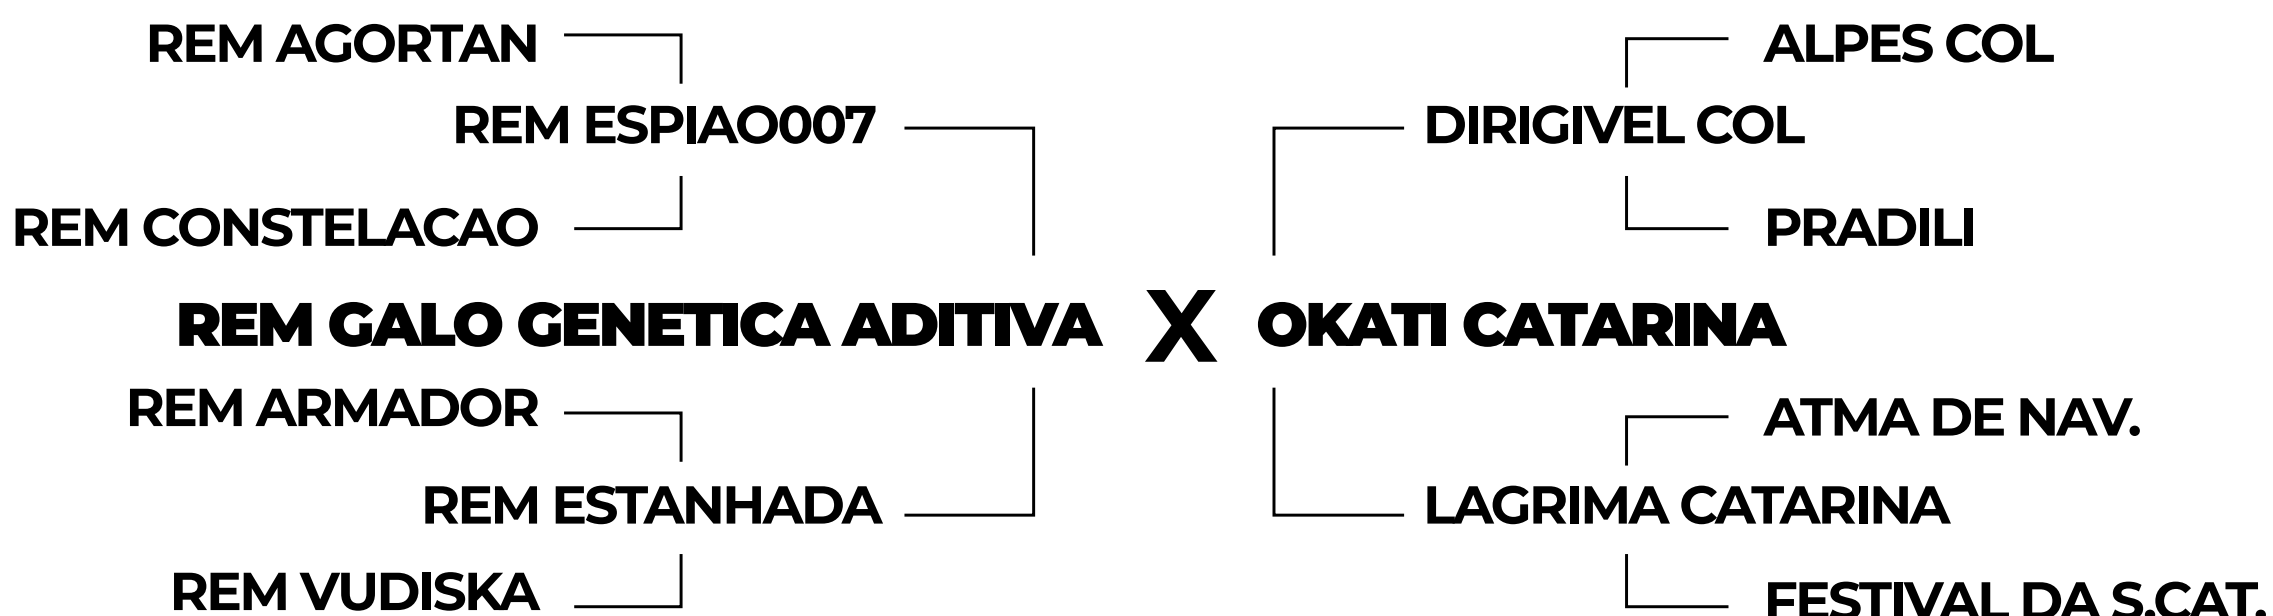 REM AGORTAN
ALPES COL
REM ESPIAO007
DIRIGIVEL COL
REM CONSTELACAO
PRADILI
REM GALO GENETICA ADITIVA X OKATI CATARINA
REM ARMADOR
ATMA DE NAV.
REM ESTANHADA
LAGRIMA CATARINA
REM VUDISKA
FESTIVAL DA S.CAT.